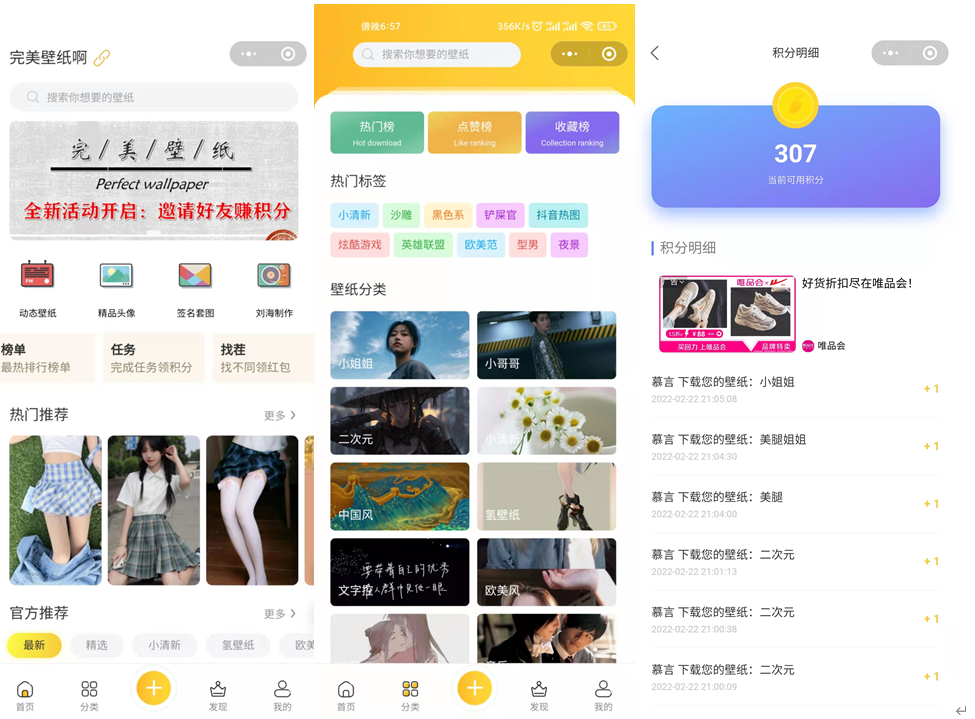 完美壁纸啊
搜索你想要的壁纸
完/美/壁/纸
Perfect wallpaper
全新活动开启：邀请好友赚积分
动态壁纸
精品头像
签名套图
刘海制作
榜单
最热排行榜单
任务
完成任务领积分
找茬
找不同领红包
热门推荐
更多
官方推荐
更多
最新
精选
小清新
氢壁纸
欧美
首页
分类
发现
我的
傍晚6:57
356K/s
搜索你想要的壁纸
热门榜
Hot download
点赞榜
Like ranking
收藏榜
Collection ranking
热门标签
小清新
沙雕
黑色系
铲屎官
抖音热图
炫酷游戏
英雄联盟
欧美范
型男
夜景
壁纸分类
小姐姐
小哥哥
二次元
小清新
中国风
氢壁纸
文字控
欧美风
首页
分类
发现
我的
积分明细
307
当前可用积分
积分明细
广告
唯品会
¥88
买回力 上唯品会
品牌特卖
好货折扣尽在唯品会！
唯品会
慕言 下载您的壁纸：小姐姐
2022-02-22 21:05:08
+1
慕言 下载您的壁纸：美腿姐姐
2022-02-22 21:04:30
+1
慕言 下载您的壁纸：美腿
2022-02-22 21:04:00
+1
慕言 下载您的壁纸：二次元
2022-02-22 21:01:13
+1
慕言 下载您的壁纸：二次元
2022-02-22 21:00:38
+1
慕言 下载您的壁纸：二次元
2022-02-22 21:00:09
+1